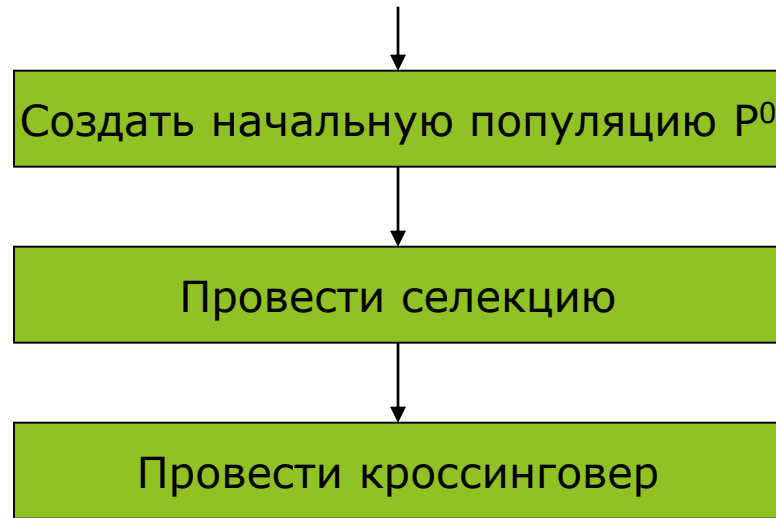 Создать начальную популяцию P⁰
Провести селекцию
Провести кроссинговер